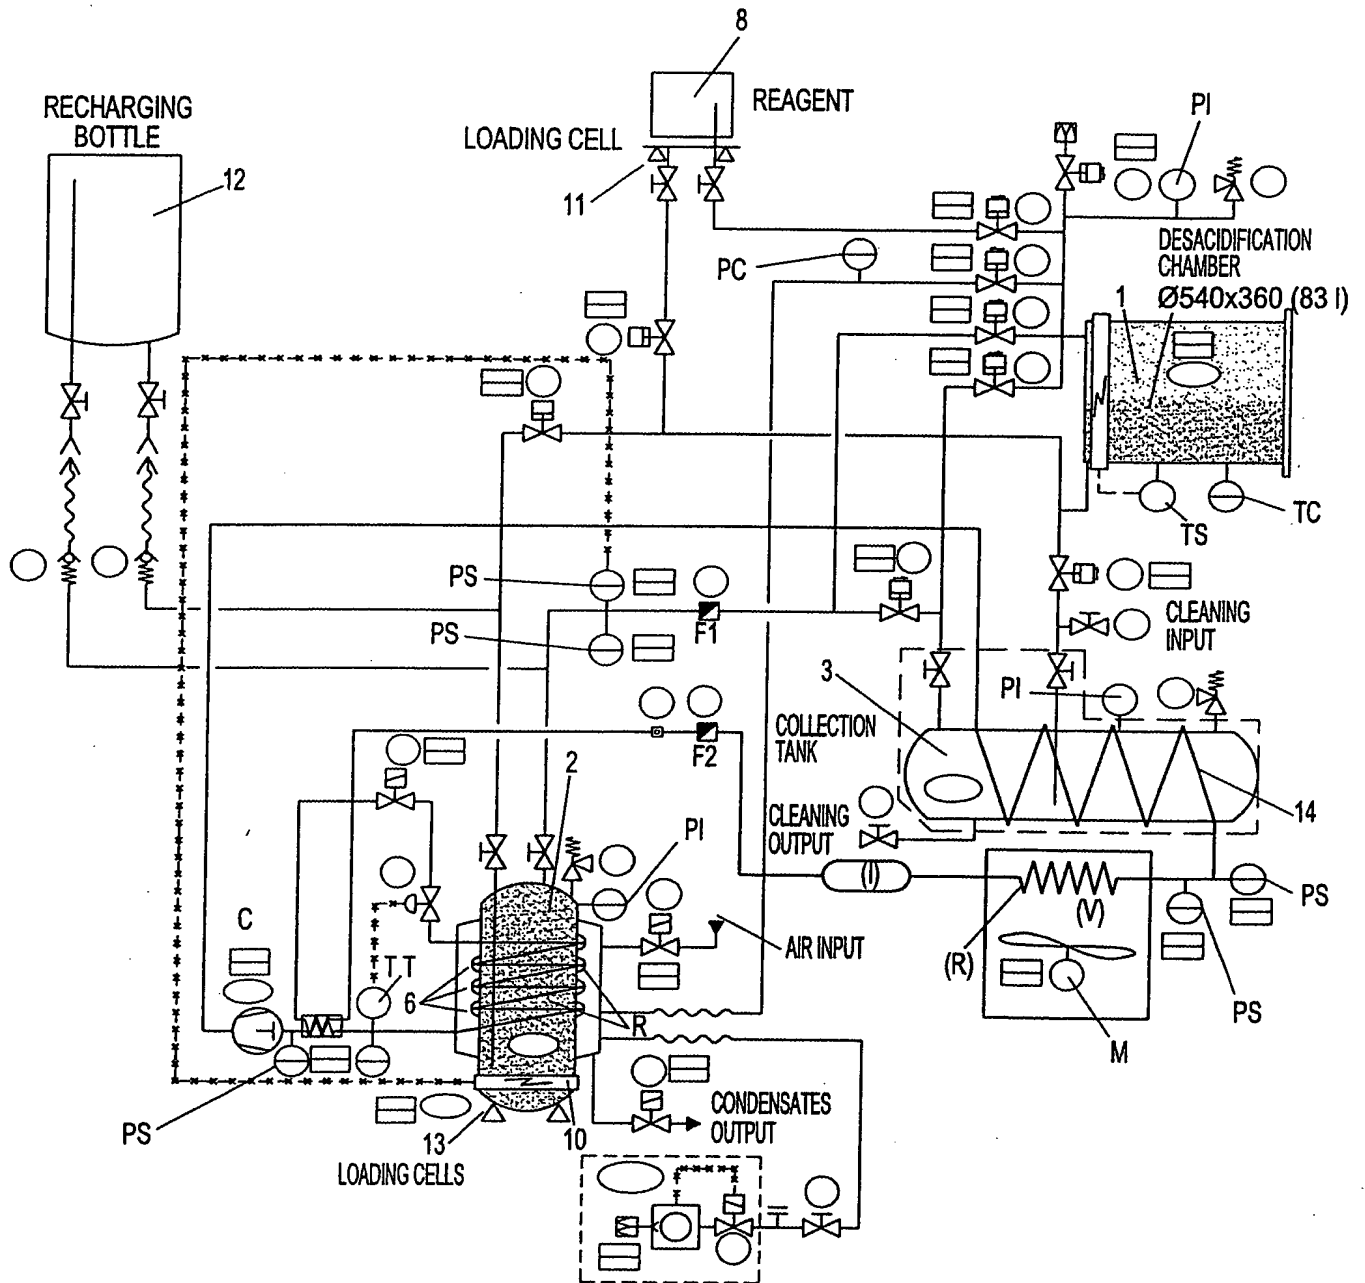 8
RECHARGING
BOTTLE
REAGENT
PI
LOADING CELL
12
11
DESACIDIFICATION
CHAMBER
PC
1
Ø540x360 (83 l)
TS
TC
PS
PS
F1
CLEANING
INPUT
3
PI
COLLECTION
TANK
F2
2
14
CLEANING
OUTPUT
PI
(I)
PS
(V)
C
AIR INPUT
(R)
TT
6
R
PS
M
CONDENSATES
OUTPUT
PS
13
10
LOADING CELLS